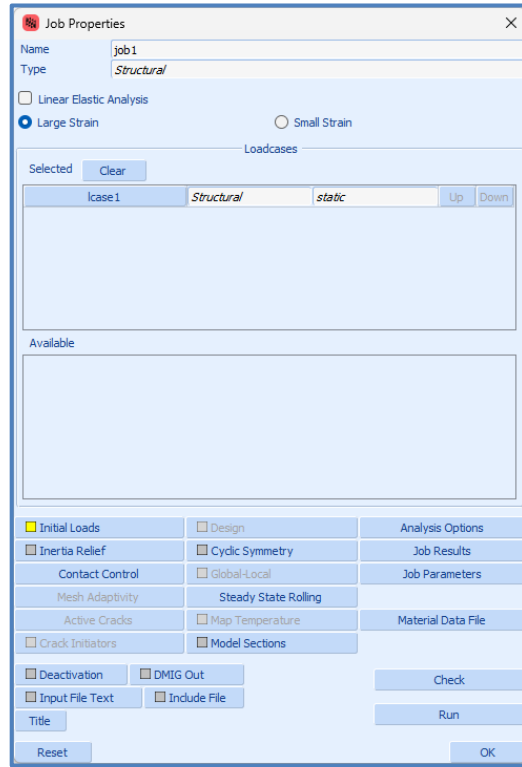 Job Properties
Name job1
Type Structural
Linear Elastic Analysis
Large Strain Small Strain
Loadcases
Selected Clear
lcase1 Structural static Up Down
Available
Initial Loads Design Analysis Options
Inertia Relief Cyclic Symmetry Job Results
Contact Control Global-Local Job Parameters
Mesh Adaptivity Steady State Rolling
Active Cracks Map Temperature Material Data File
Crack Initiators Model Sections
Deactivation DMIG Out Check
Input File Text Include File
Title Run
Reset OK